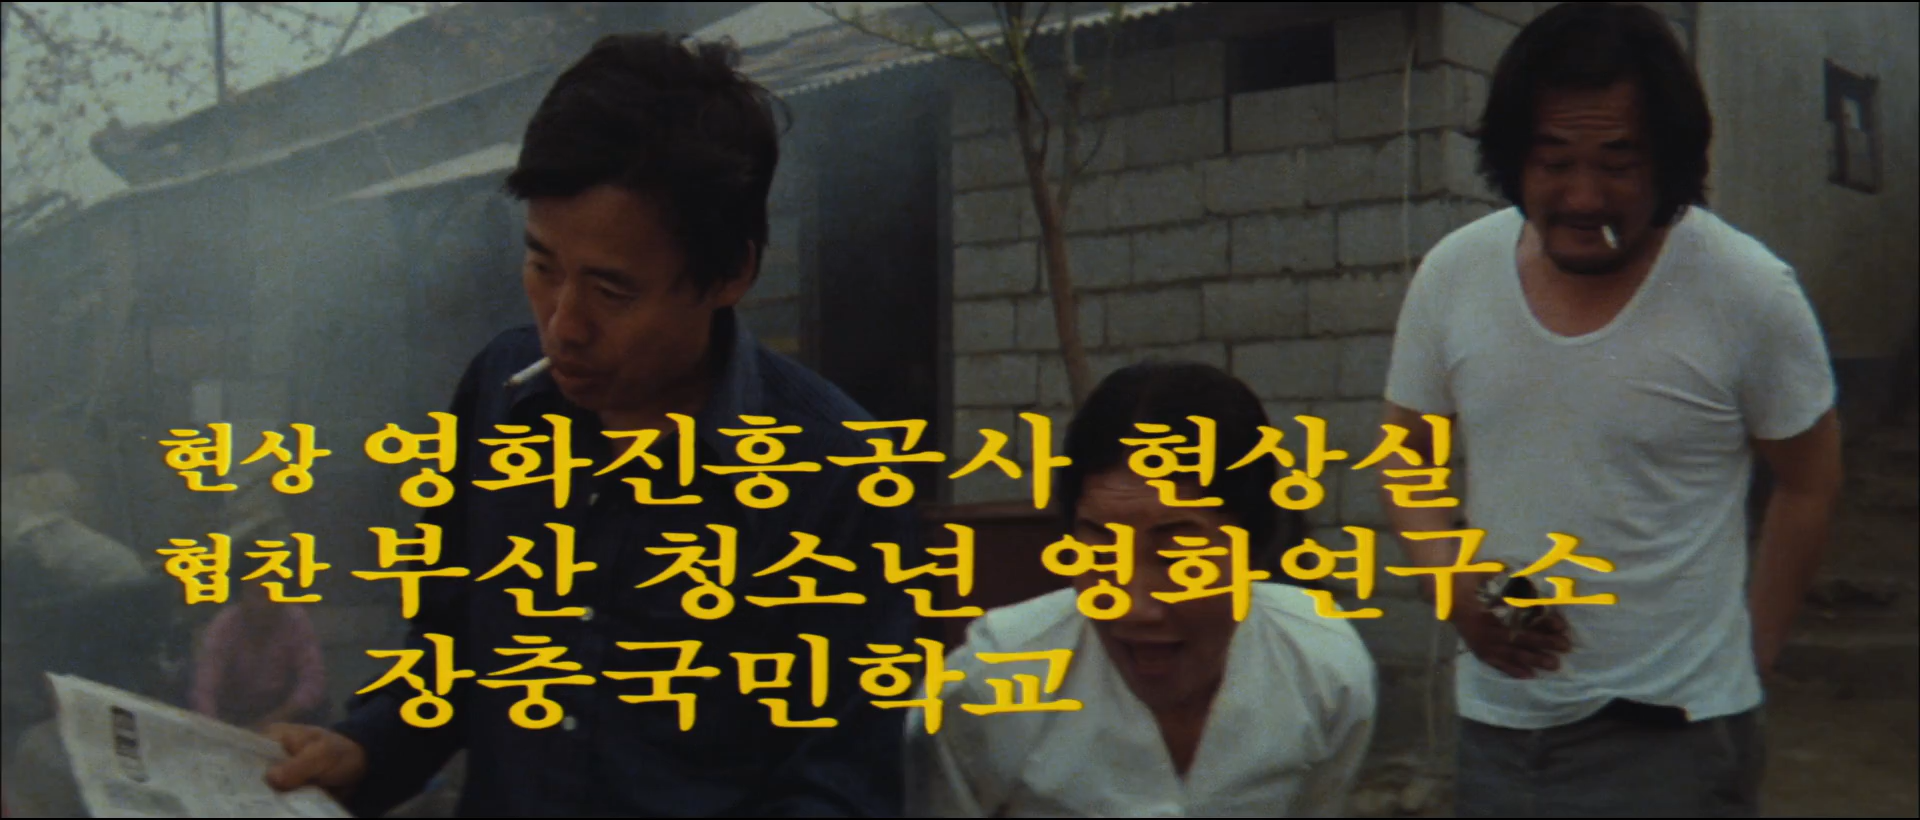 현상 영화진흥공사 현상실
협찬 부산 청소년 영화연구소
장충국민학교